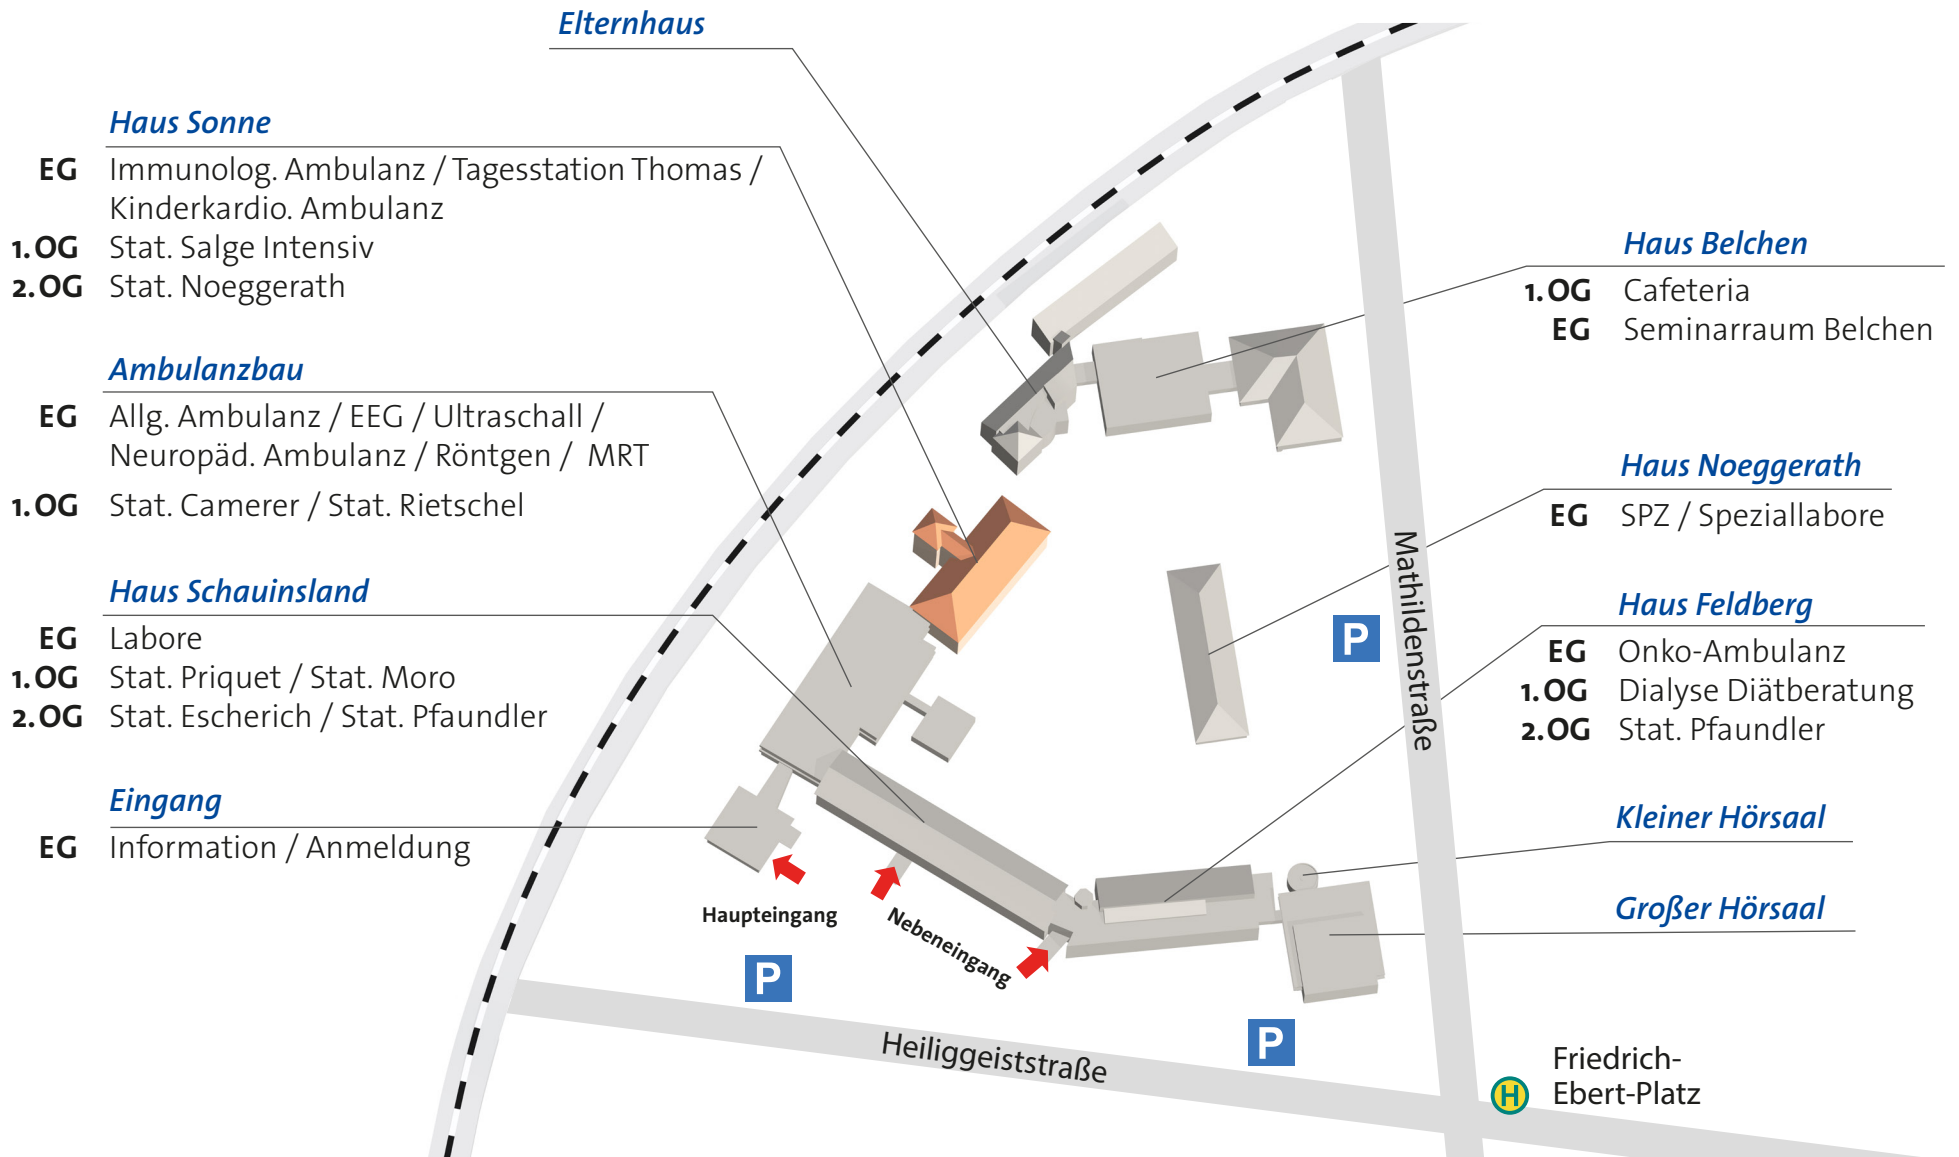 Elternhaus
Haus Sonne
EG Immunolog. Ambulanz / Tagesstation Thomas /
Kinderkardio. Ambulanz
1.OG Stat. Salge Intensiv
2.OG Stat. Noeggerath
Ambulanzbau
EG Allg. Ambulanz / EEG / Ultraschall /
Neuropäd. Ambulanz / Röntgen / MRT
1.OG Stat. Camerer / Stat. Rietschel
Haus Schauinsland
EG Labore
1.OG Stat. Priquet / Stat. Moro
2.OG Stat. Escherich / Stat. Pfaundler
Eingang
EG Information / Anmeldung
Haus Belchen
1.OG Cafeteria
EG Seminarraum Belchen
Haus Noeggerath
EG SPZ / Speziallabore
Haus Feldberg
EG Onko-Ambulanz
1.OG Dialyse Diätberatung
2.OG Stat. Pfaundler
Kleiner Hörsaal
Großer Hörsaal
Mathildenstraße
P
Haupteingang
Nebeneingang
P
P
Heiliggeiststraße
H
Friedrich-
Ebert-Platz